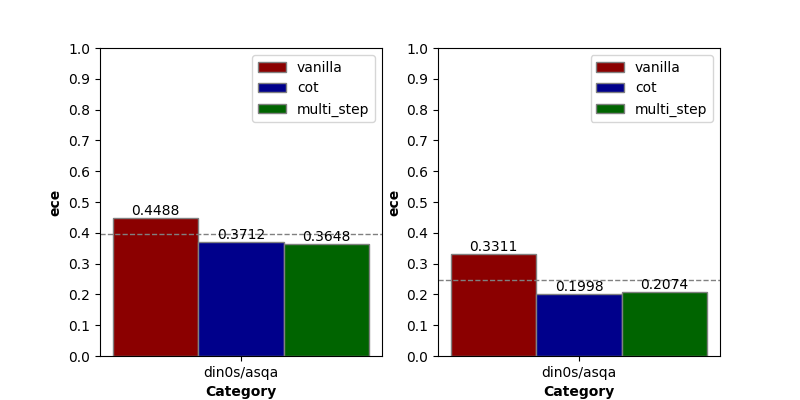 1.0
0.9
0.8
0.7
0.6
0.5
0.4
0.3
0.2
0.1
0.0
ece
vanilla
cot
multi_step
0.4488
0.3712
0.3648
din0s/asqa
Category
1.0
0.9
0.8
0.7
0.6
0.5
0.4
0.3
0.2
0.1
0.0
ece
vanilla
cot
multi_step
0.3311
0.1998
0.2074
din0s/asqa
Category